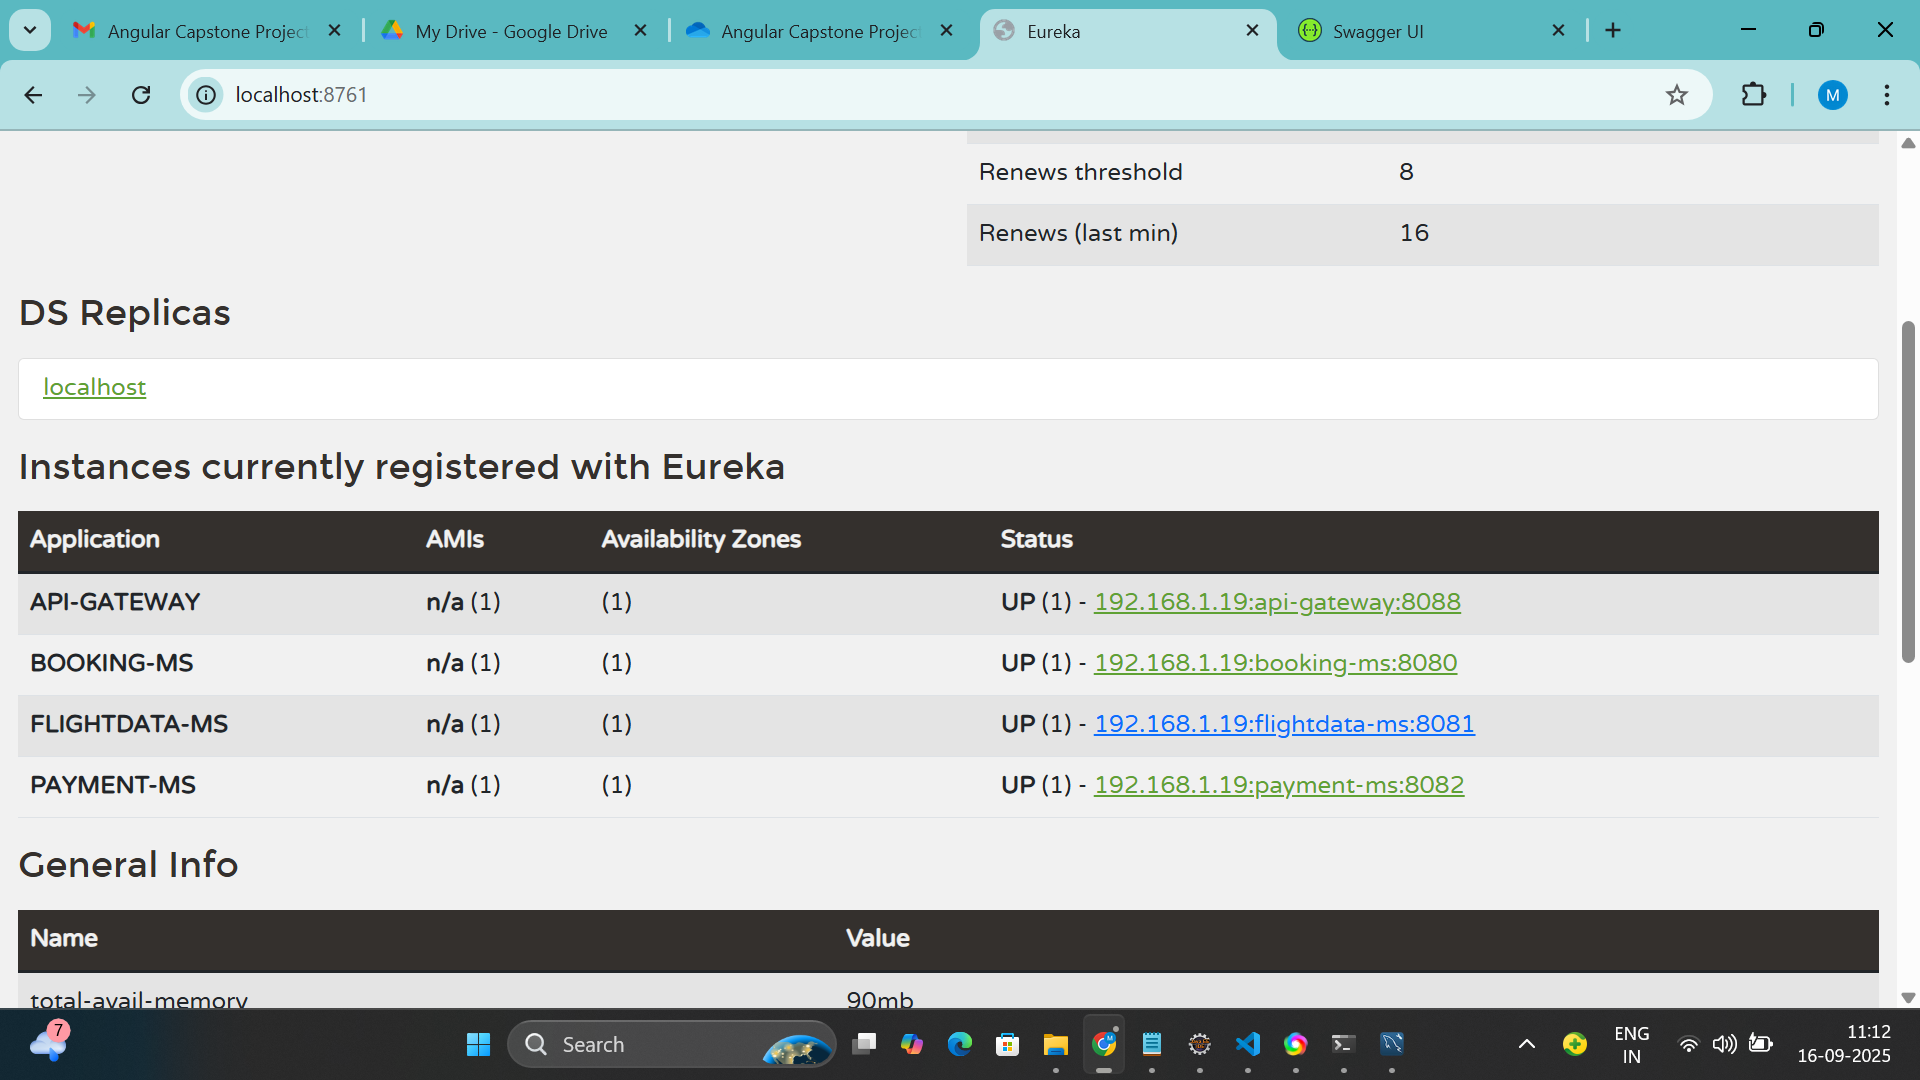 Angular Capstone Project
My Drive - Google Drive
Angular Capstone Project
Eureka
Swagger UI
localhost:8761
M
Renews threshold 8
Renews (last min) 16
DS Replicas
localhost
Instances currently registered with Eureka
Application AMIs Availability Zones Status
API-GATEWAY n/a (1) (1) UP (1) - 192.168.1.19:api-gateway:8088
BOOKING-MS n/a (1) (1) UP (1) - 192.168.1.19:booking-ms:8080
FLIGHTDATA-MS n/a (1) (1) UP (1) - 192.168.1.19:flightdata-ms:8081
PAYMENT-MS n/a (1) (1) UP (1) - 192.168.1.19:payment-ms:8082
General Info
Name Value
total-avail-memory 90mb
7
Search
ENG
IN
11:12
16-09-2025